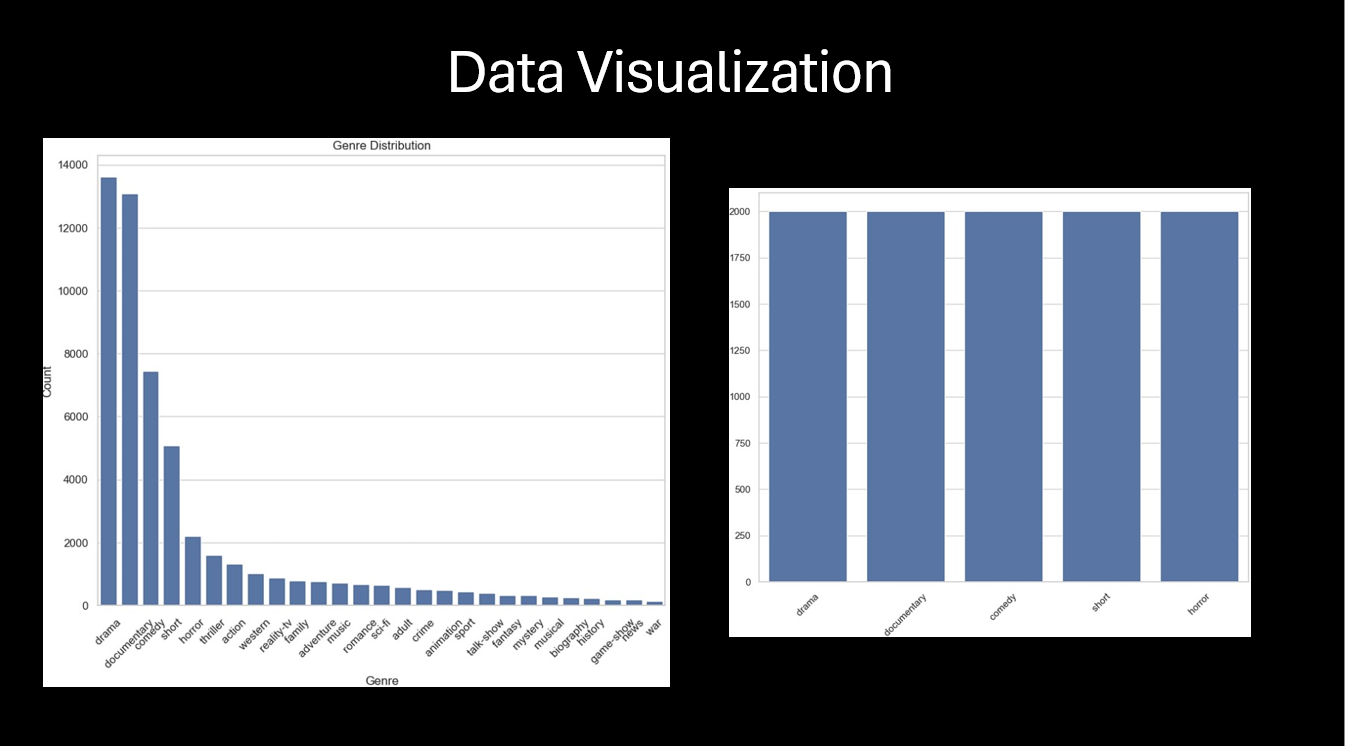 Data Visualization
Genre Distribution
14000
12000
10000
8000
6000
4000
2000
0
Count
drama
documentary
comedy
short
horror
thriller
action
western
reality-tv
family
adventure
music
romance
sci-fi
adult
crime
animation
sport
talk-show
fantasy
mystery
musical
biography
history
game-show
news
war
Genre
2000
1750
1500
1250
1000
750
500
250
0
drama
documentary
comedy
short
horror